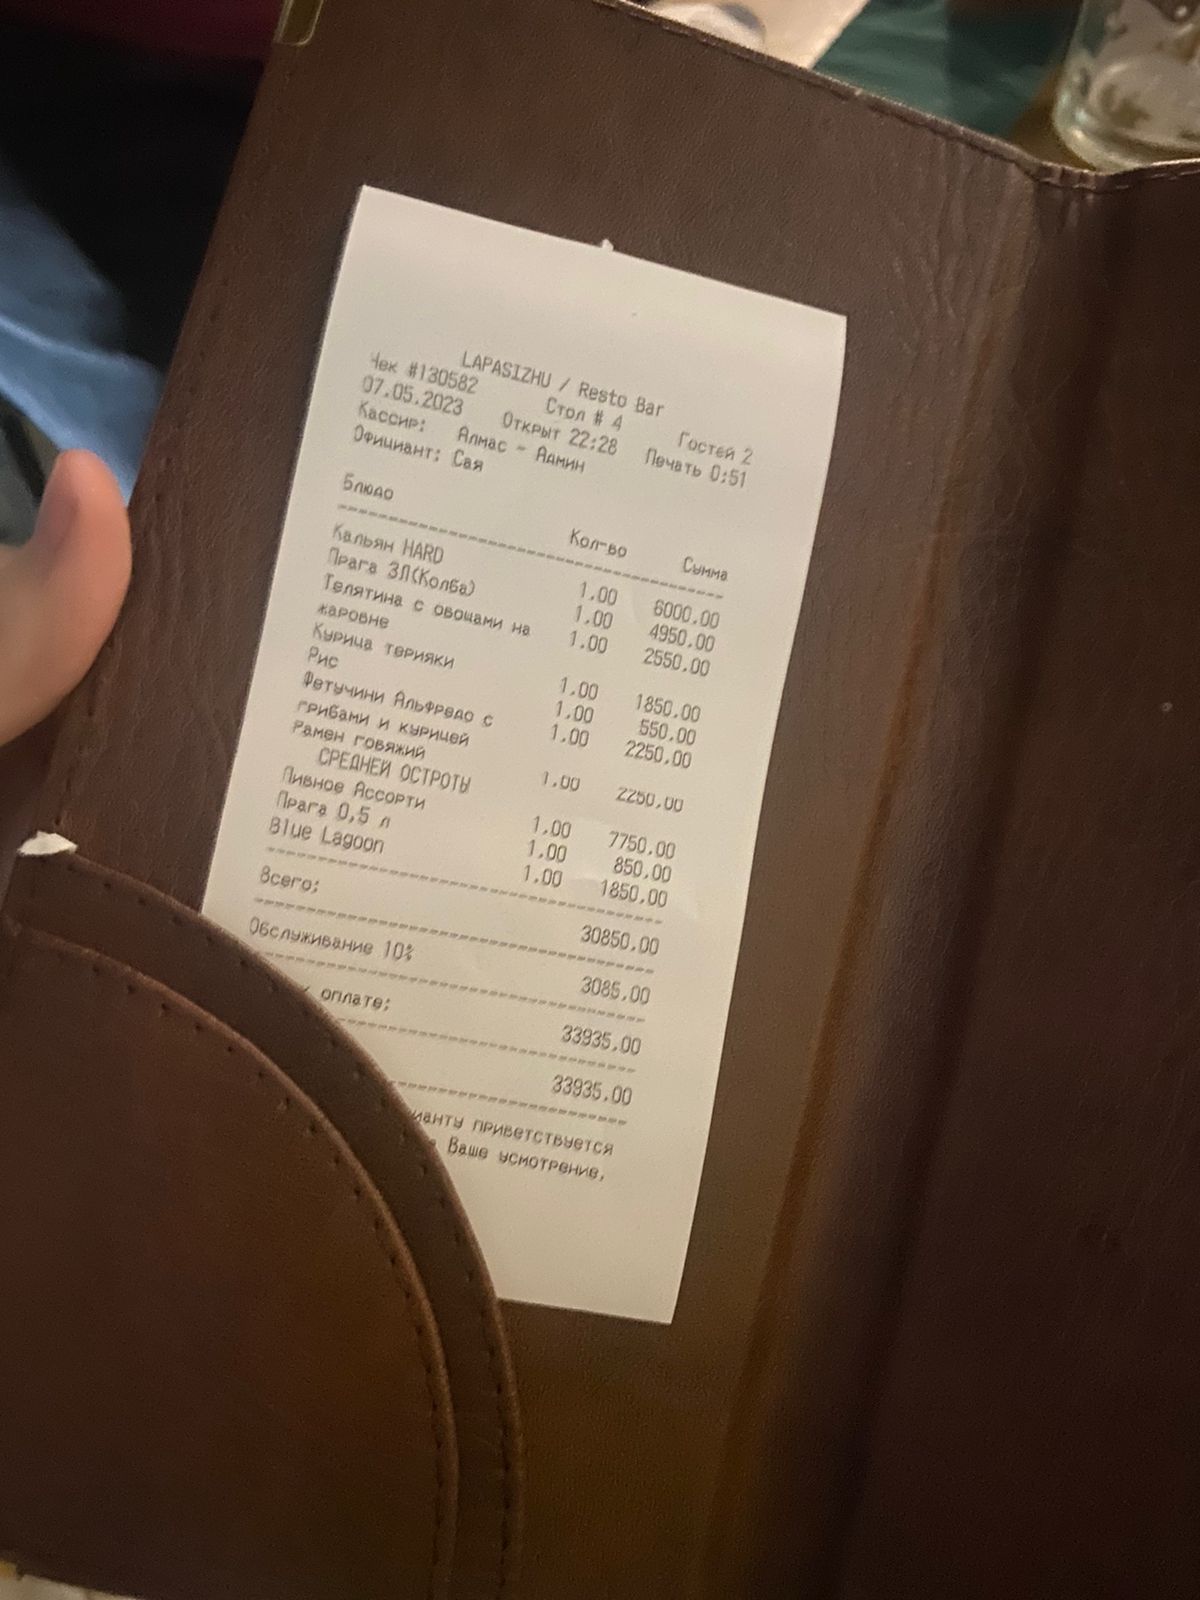 LAPASIZHU / Resto Bar
Чек #130582 Стол # 4 Гостей 2
07.05.2023 Открыт 22:28 Печать 0:51
Кассир: Алмас - Админ
Официант: Сая
Блюдо Кол-во Сумма
Кальян HARD 1.00 6000.00
Прага 3Л(Колба) 1.00 4950.00
Телятина с овощами на 1.00 2550.00
жаровне
Курица терияки 1.00 1850.00
Рис 1.00 550.00
Фетучини Альфредо с 1.00 2250.00
грибами и курицей
Рамен говяжий 1.00 2250.00
СРЕДНЕЙ ОСТРОТЫ
Пивное Ассорти 1.00 7750.00
Прага 0,5 л 1.00 850.00
Blue Lagoon 1.00 1850.00
Всего: 30850.00
Обслуживание 10% 3085.00
оплате: 33935.00
33935.00
ианту приветствуется
Ваше усмотрение.